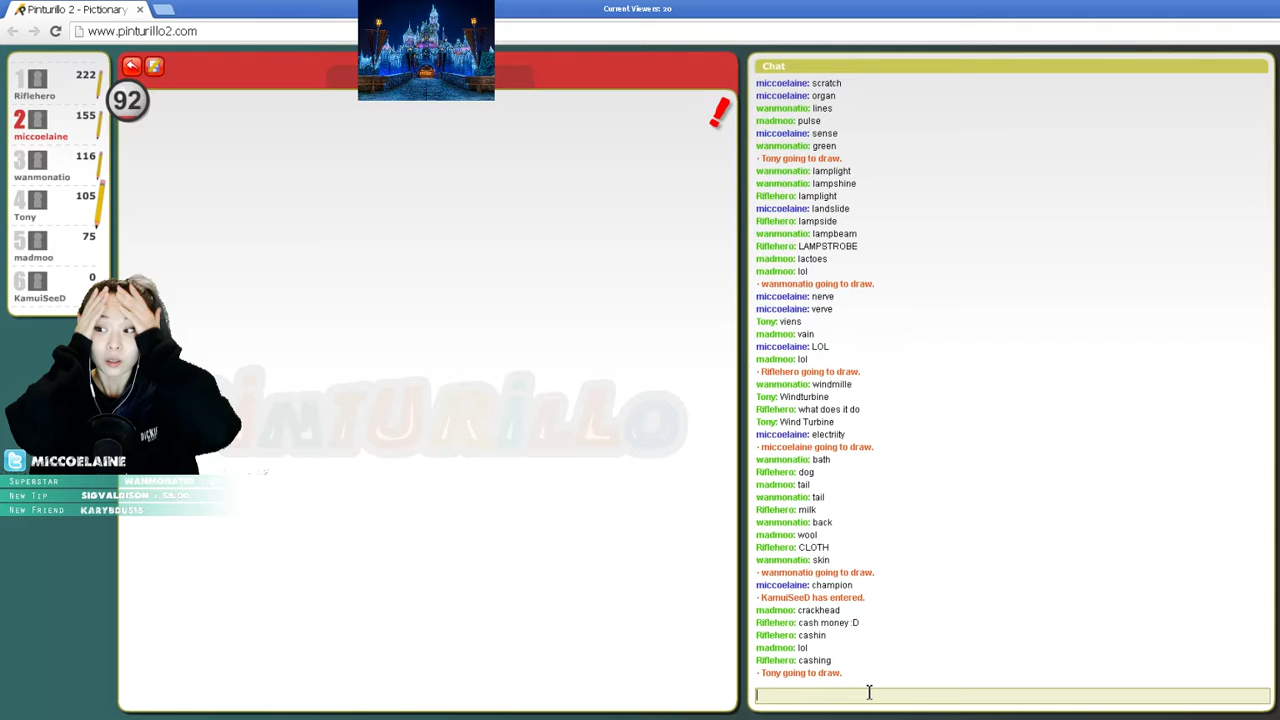 Pinturillo 2 - Pictionary
Current Viewers: 20
www.pinturillo2.com
1
222
Riflehero
2
155
miccoelaine
3
116
wanmonatio
4
105
Tony
5
75
madmoo
6
0
KamuiSeeD
92
Pinturillo
MICCOELAINE
SUPERSTAR WANMONATIO
NEW TIP
NEW FRIEND KARYBDUS15
Chat
miccoelaine: scratch
miccoelaine: organ
wanmonatio: lines
madmoo: pulse
miccoelaine: sense
wanmonatio: green
· Tony going to draw.
wanmonatio: lamplight
wanmonatio: lampshine
Riflehero: lamplight
miccoelaine: landslide
Riflehero: lampside
wanmonatio: lampbeam
Riflehero: LAMPSTROBE
madmoo: lactoes
madmoo: lol
· wanmonatio going to draw.
miccoelaine: nerve
miccoelaine: verve
Tony: viens
madmoo: vain
miccoelaine: LOL
madmoo: lol
· Riflehero going to draw.
wanmonatio: windmille
Tony: Windturbine
Riflehero: what does it do
Tony: Wind Turbine
miccoelaine: electriity
· miccoelaine going to draw.
wanmonatio: bath
Riflehero: dog
madmoo: tail
wanmonatio: tail
Riflehero: milk
wanmonatio: back
madmoo: wool
Riflehero: CLOTH
wanmonatio: skin
· wanmonatio going to draw.
miccoelaine: champion
· KamuiSeeD has entered.
madmoo: crackhead
Riflehero: cash money :D
Riflehero: cashin
madmoo: lol
Riflehero: cashing
· Tony going to draw.